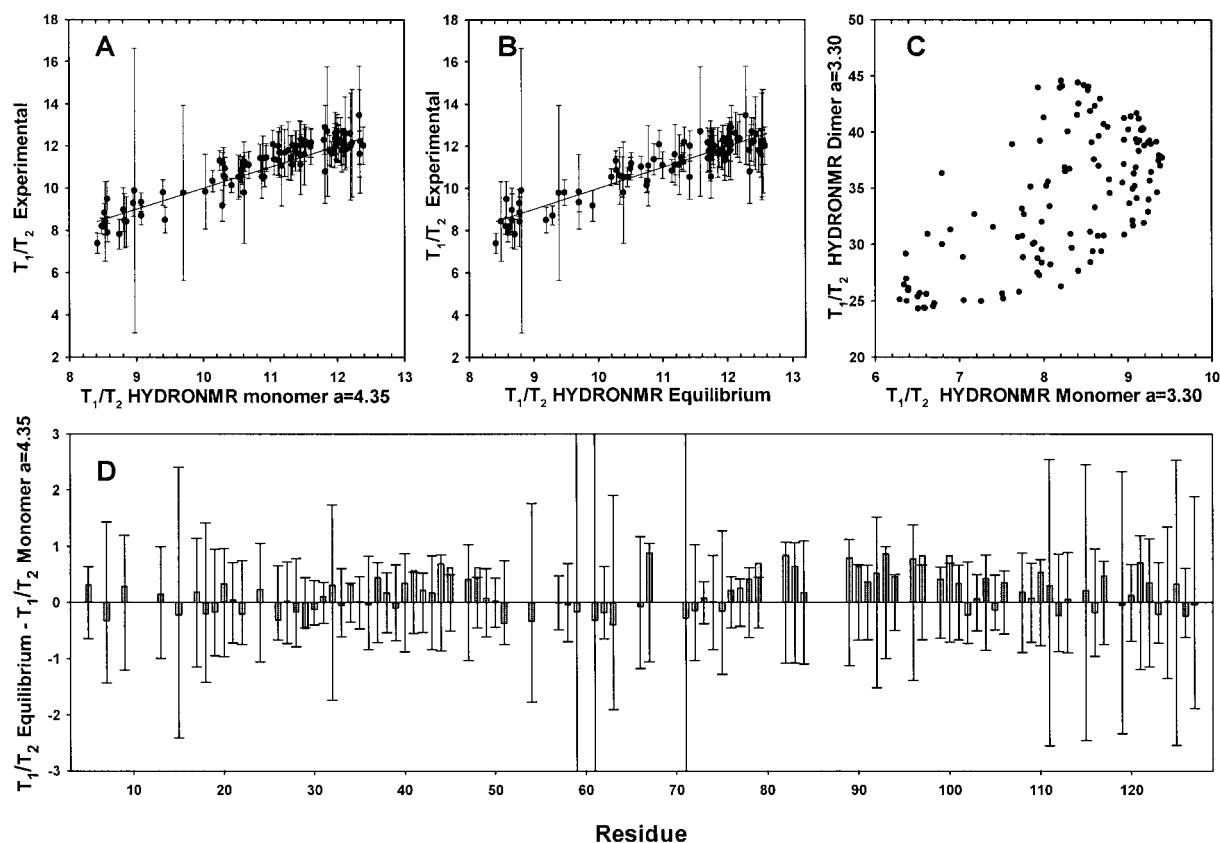 A
T1/T2 Experimental
18
16
14
12
10
8
6
4
2
8 9 10 11 12 13
T1/T2 HYDRONMR monomer a=4.35
B
T1/T2 Experimental
18
16
14
12
10
8
6
4
2
8 9 10 11 12 13
T1/T2 HYDRONMR Equilibrium
C
T1/T2 HYDRONMR Dimer a=3.30
50
45
40
35
30
25
20
6 7 8 9 10
T1/T2 HYDRONMR Monomer a=3.30
D
T1/T2 Equilibrium - T1/T2 Monomer a=4.35
3
2
1
0
-1
-2
-3
10 20 30 40 50 60 70 80 90 100 110 120
Residue